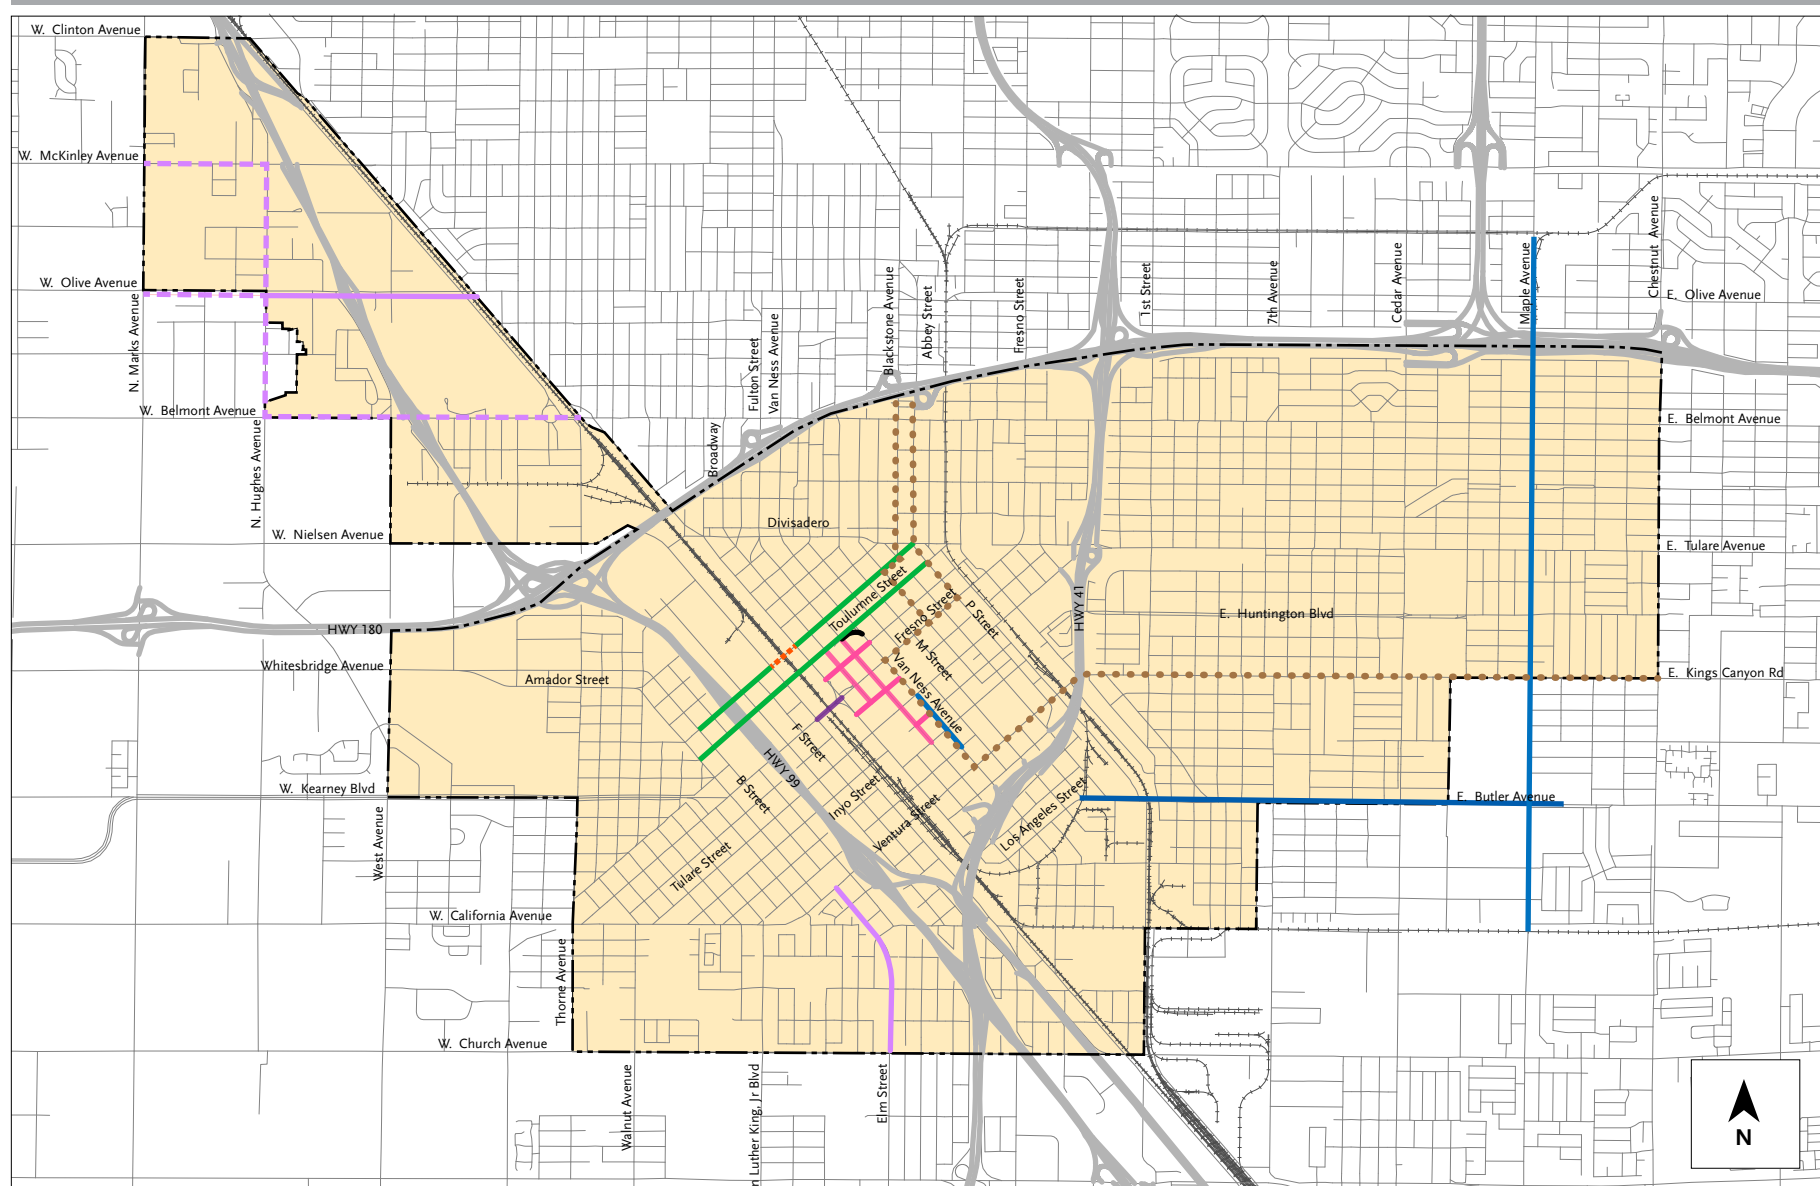 W. Clinton Avenue
W. McKinley Avenue
W. Olive Avenue
N. Marks Avenue
W. Belmont Avenue
N. Hughes Avenue
W. Nielsen Avenue
HWY 180
Whitesbridge Avenue
Amador Street
W. Kearney Blvd
West Avenue
W. California Avenue
Thorne Avenue
W. Church Avenue
Walnut Avenue
n Luther King, Jr Blvd
Elm Street
Broadway
Fulton Street
Van Ness Avenue
Blackstone Avenue
Abbey Street
Fresno Street
1st Street
7th Avenue
Cedar Avenue
Maple Avenue
Chestnut Avenue
E. Olive Avenue
E. Belmont Avenue
E. Tulare Avenue
E. Kings Canyon Rd
E. Huntington Blvd
E. Butler Avenue
HWY 41
Divisadero
Toulumne Street
Fresno Street
P Street
M Street
Van Ness Avenue
F Street
HWY 99
B Street
Inyo Street
Ventura Street
Tulare Street
Los Angeles Street
N